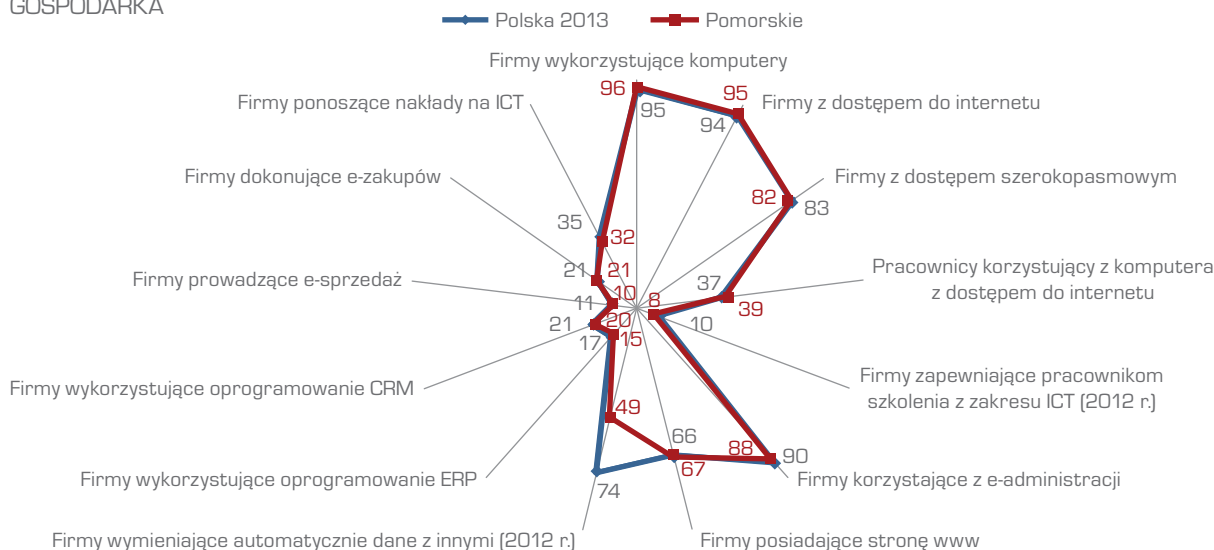 GOSPODARKA
Polska 2013
Pomorskie
Firmy wykorzystujące komputery
96
95
Firmy z dostępem do internetu
95
94
Firmy z dostępem szerokopasmowym
82
83
Pracownicy korzystujący z komputera
z dostępem do internetu
37
39
Firmy zapewniające pracownikom
szkolenia z zakresu ICT (2012 r.)
8
10
Firmy korzystające z e-administracji
88
90
Firmy posiadające stronę www
66
67
Firmy wymieniające automatycznie dane z innymi (2012 r.)
49
74
Firmy wykorzystujące oprogramowanie ERP
17
15
Firmy wykorzystujące oprogramowanie CRM
21
20
Firmy prowadzące e-sprzedaż
11
10
Firmy dokonujące e-zakupów
21
21
Firmy ponoszące nakłady na ICT
35
32